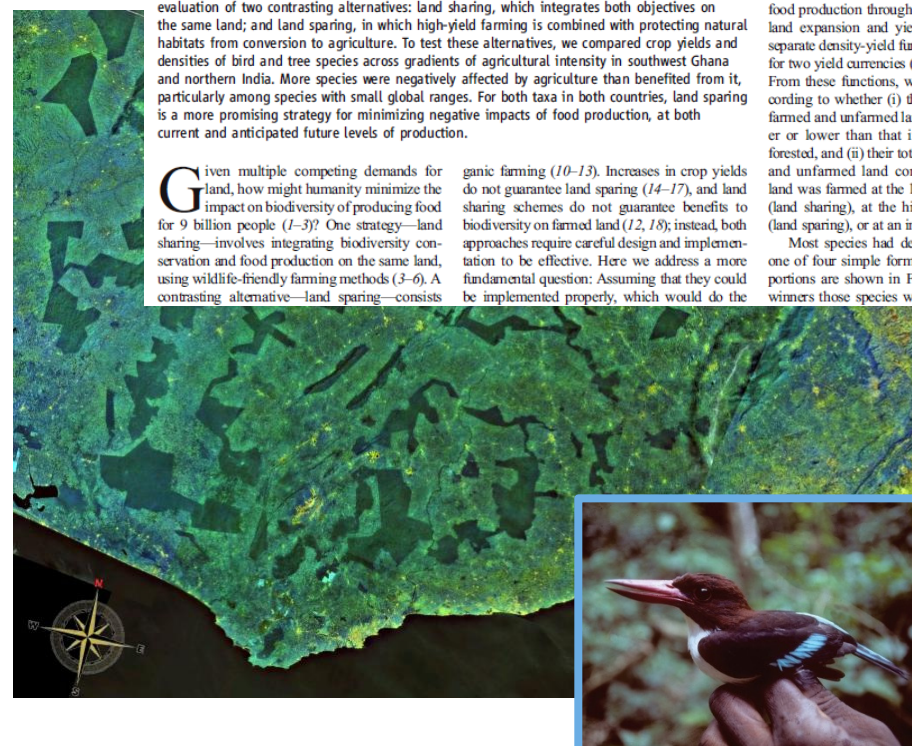 evaluation of two contrasting alternatives: land sharing, which integrates both objectives on
the same land; and land sparing, in which high-yield farming is combined with protecting natural
habitats from conversion to agriculture. To test these alternatives, we compared crop yields and
densities of bird and tree species across gradients of agricultural intensity in southwest Ghana
and northern India. More species were negatively affected by agriculture than benefited from it,
particularly among species with small global ranges. For both taxa in both countries, land sparing
is a more promising strategy for minimizing negative impacts of food production, at both
current and anticipated future levels of production.
Given multiple competing demands for
land, how might humanity minimize the
impact on biodiversity of producing food
for 9 billion people (1–3)? One strategy—land
sharing—involves integrating biodiversity con-
servation and food production on the same land,
using wildlife-friendly farming methods (3–6). A
contrasting alternative—land sparing—consists
ganic farming (10–13). Increases in crop yields
do not guarantee land sparing (14–17), and land
sharing schemes do not guarantee benefits to
biodiversity on farmed land (12, 18); instead, both
approaches require careful design and implemen-
tation to be effective. Here we address a more
fundamental question: Assuming that they could
be implemented properly, which would do the
food production through
land expansion and yie
separate density-yield fu
for two yield currencies (
From these functions, w
cording to whether (i) th
farmed and unfarmed la
er or lower than that i
forested, and (ii) their tot
and unfarmed land cor
land was farmed at the l
(land sharing), at the hi
(land sparing), or at an i
Most species had de
one of four simple form
portions are shown in F
winners those species w
N
W
E
S